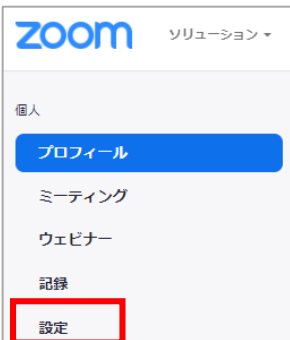 zoom ソリューション
個人
プロフィール
ミーティング
ウェビナー
記録
設定